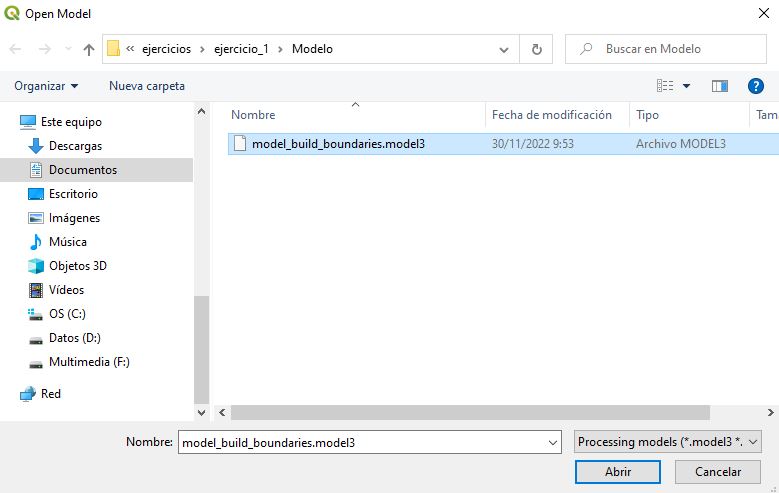 Open Model
« ejercicios › ejercicio_1 › Modelo
Buscar en Modelo
Organizar
Nueva carpeta
Este equipo
Descargas
Documentos
Escritorio
Imágenes
Música
Objetos 3D
Vídeos
OS (C:)
Datos (D:)
Multimedia (F:)
Red
Nombre Fecha de modificación Tipo Tam
model_build_boundaries.model3 30/11/2022 9:53 Archivo MODEL3
Nombre: model_build_boundaries.model3
Processing models (*.model3 *.
Abrir
Cancelar